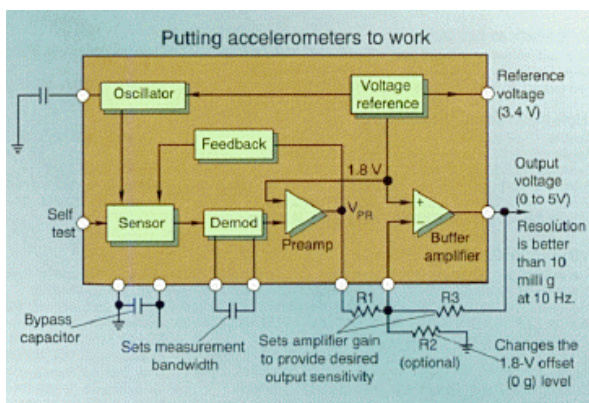 Putting accelerometers to work
Oscillator
Voltage
reference
Reference
voltage
(3.4 V)
Feedback
1.8 V
Output
voltage
(0 to 5V)
Self
test
Sensor
Demod
Preamp
VPR
+
−
Buffer
amplifier
Resolution
is better
than 10
milli g
at 10 Hz.
Bypass
capacitor
Sets measurement
bandwidth
R1
R3
Sets amplifier gain
to provide desired
output sensitivity
R2
(optional)
Changes the
1.8-V offset
(0 g) level